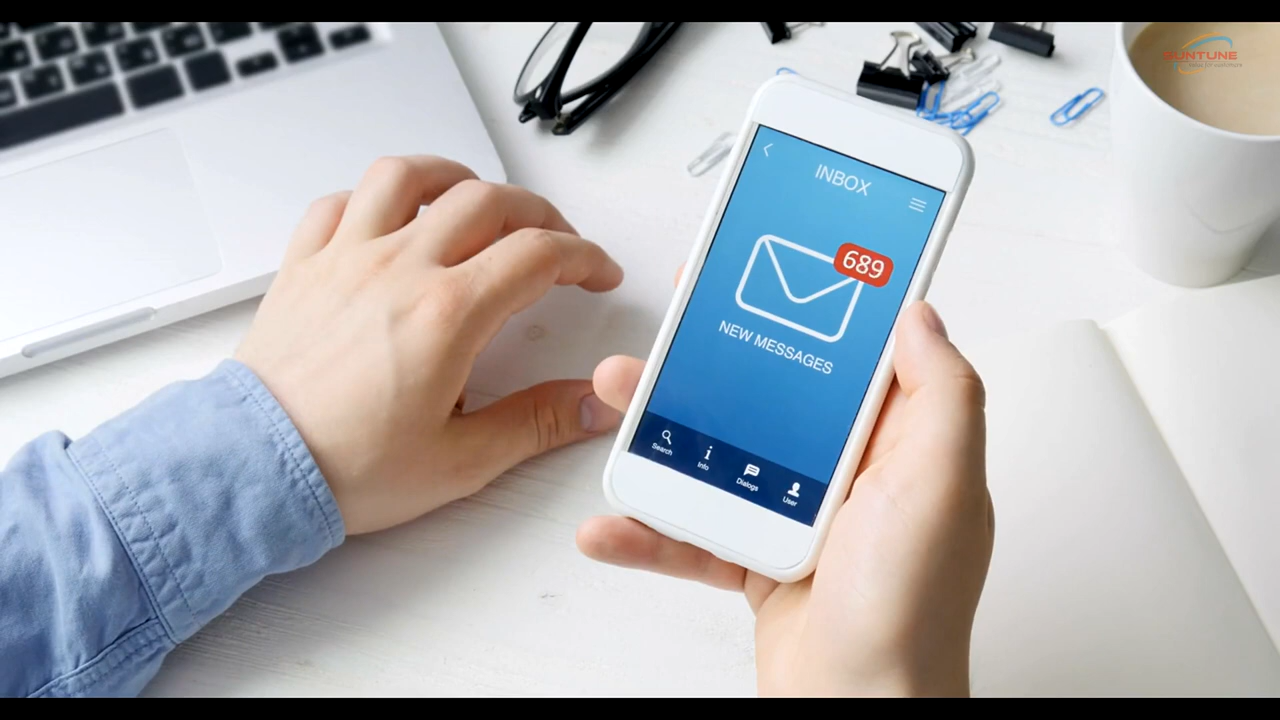 SUNTUNE
INBOX
689
NEW MESSAGES
Search
Info
Dialogs
User